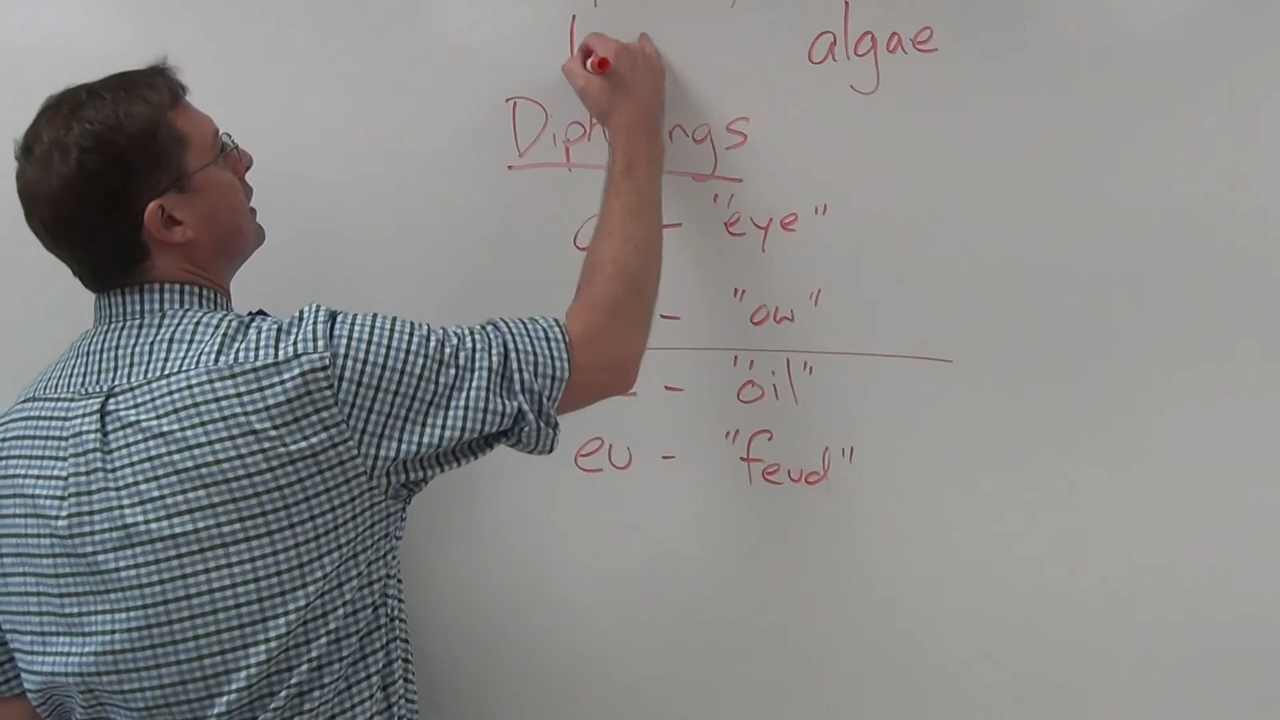 algae
Diphthongs
- "eye"
- "ow"
- "oil"
eu - "feud"